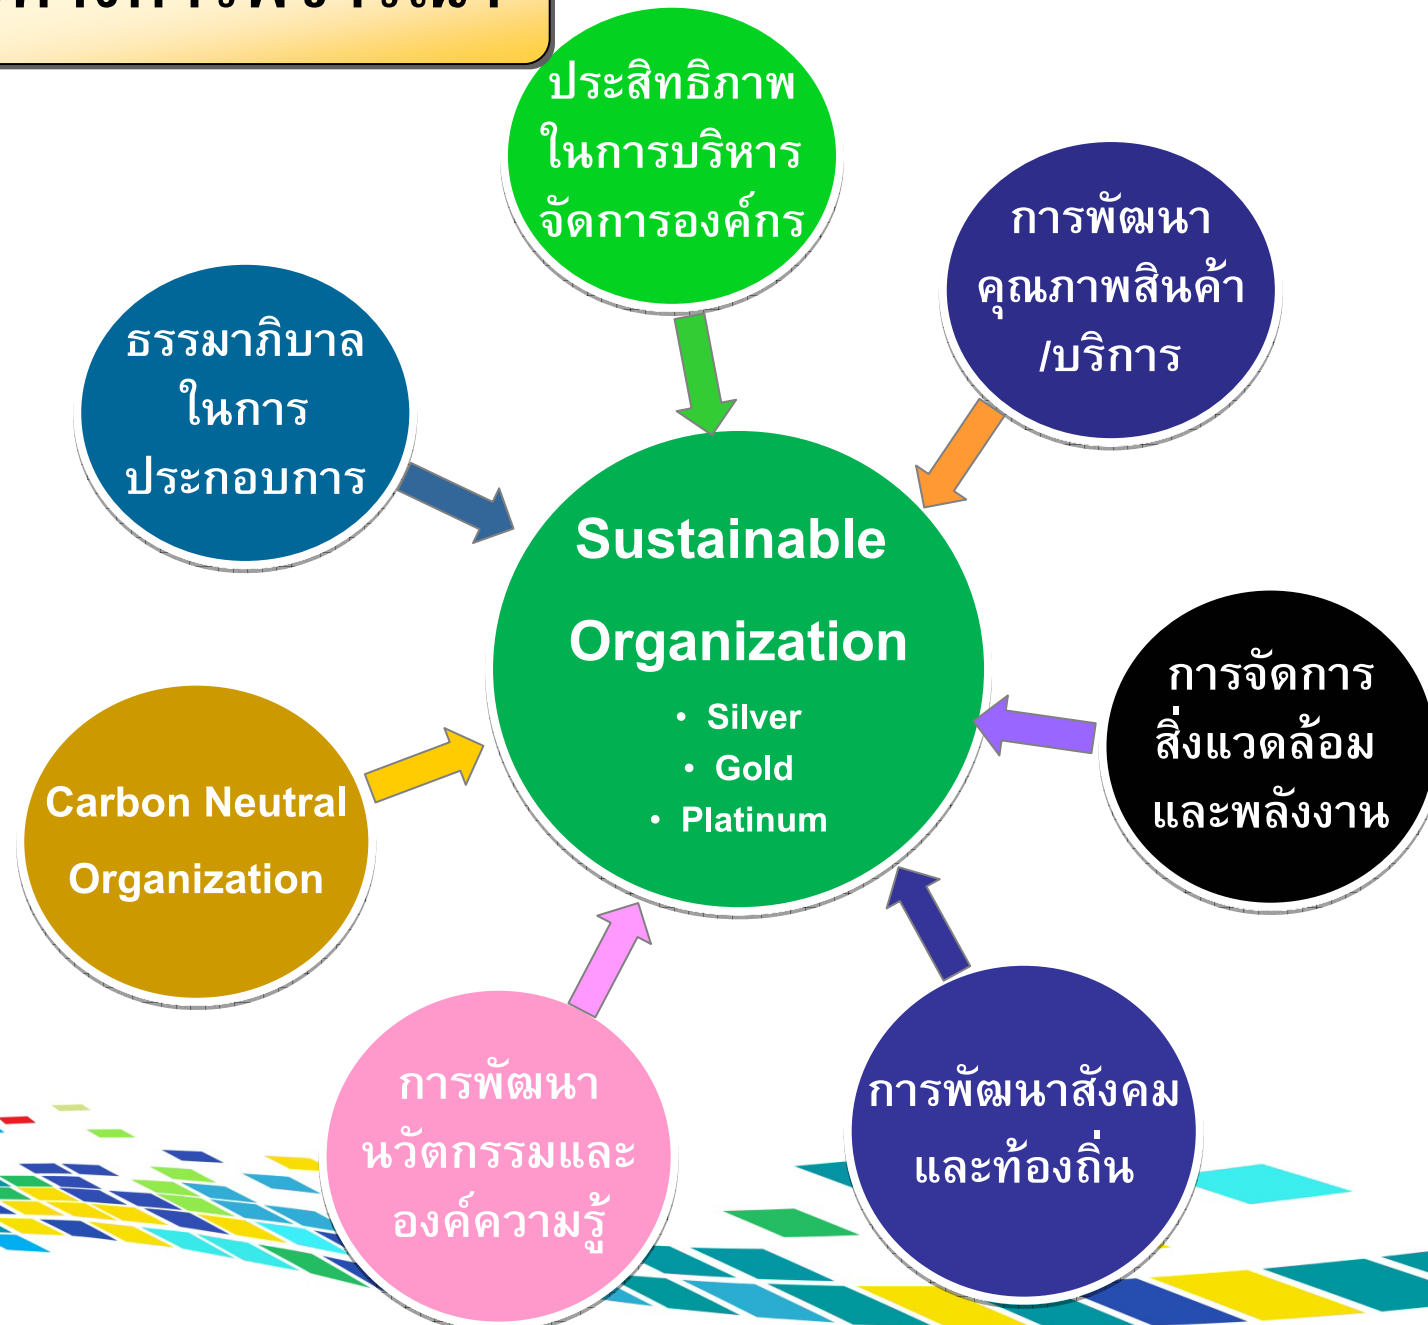 ประสิทธิภาพ
ในการบริหาร
จัดการองค์กร
การพัฒนา
คุณภาพสินค้า
/บริการ
ธรรมาภิบาล
ในการ
ประกอบการ
Sustainable
Organization
• Silver
• Gold
• Platinum
การจัดการ
สิ่งแวดล้อม
และพลังงาน
Carbon Neutral
Organization
การพัฒนา
นวัตกรรมและ
องค์ความรู้
การพัฒนาสังคม
และท้องถิ่น